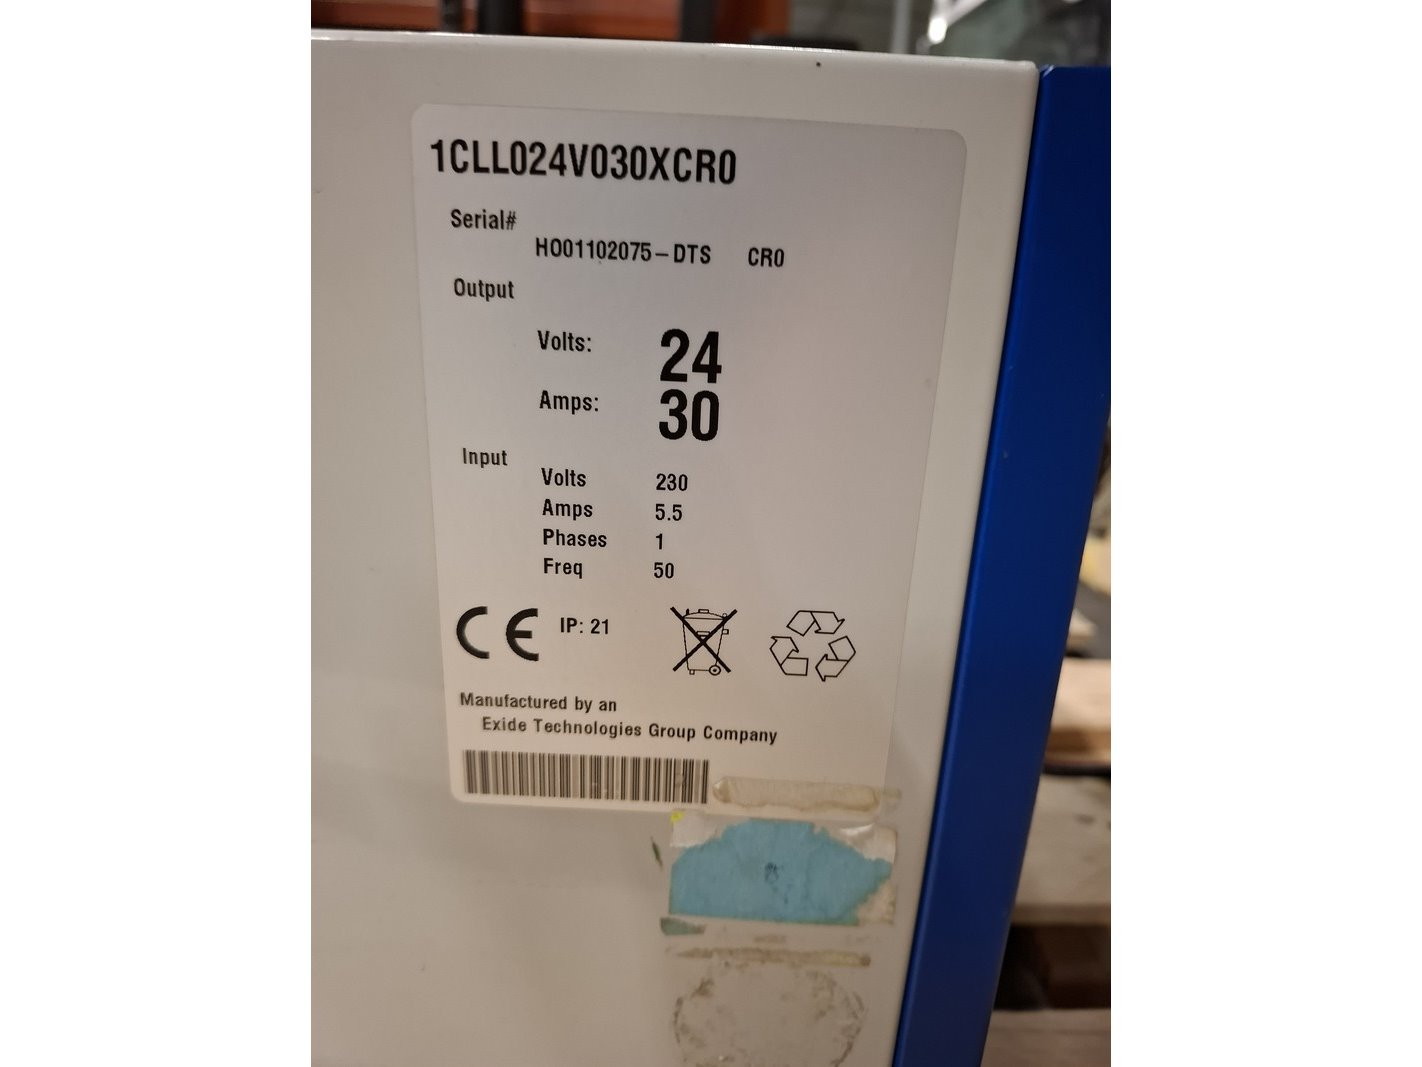 1CLL024V030XCR0
Serial#
HO01102075-DTS CR0
Output
Volts: 24
Amps: 30
Input
Volts 230
Amps 5.5
Phases 1
Freq 50
CE IP: 21
Manufactured by an
Exide Technologies Group Company